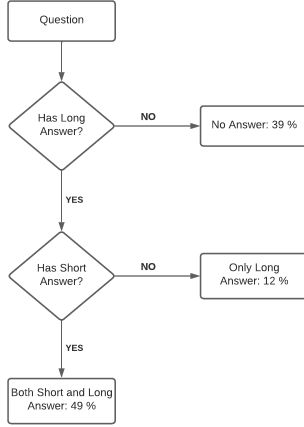 Question
Has Long
Answer?
NO
No Answer: 39 %
YES
Has Short
Answer?
NO
Only Long
Answer: 12 %
YES
Both Short and Long
Answer: 49 %